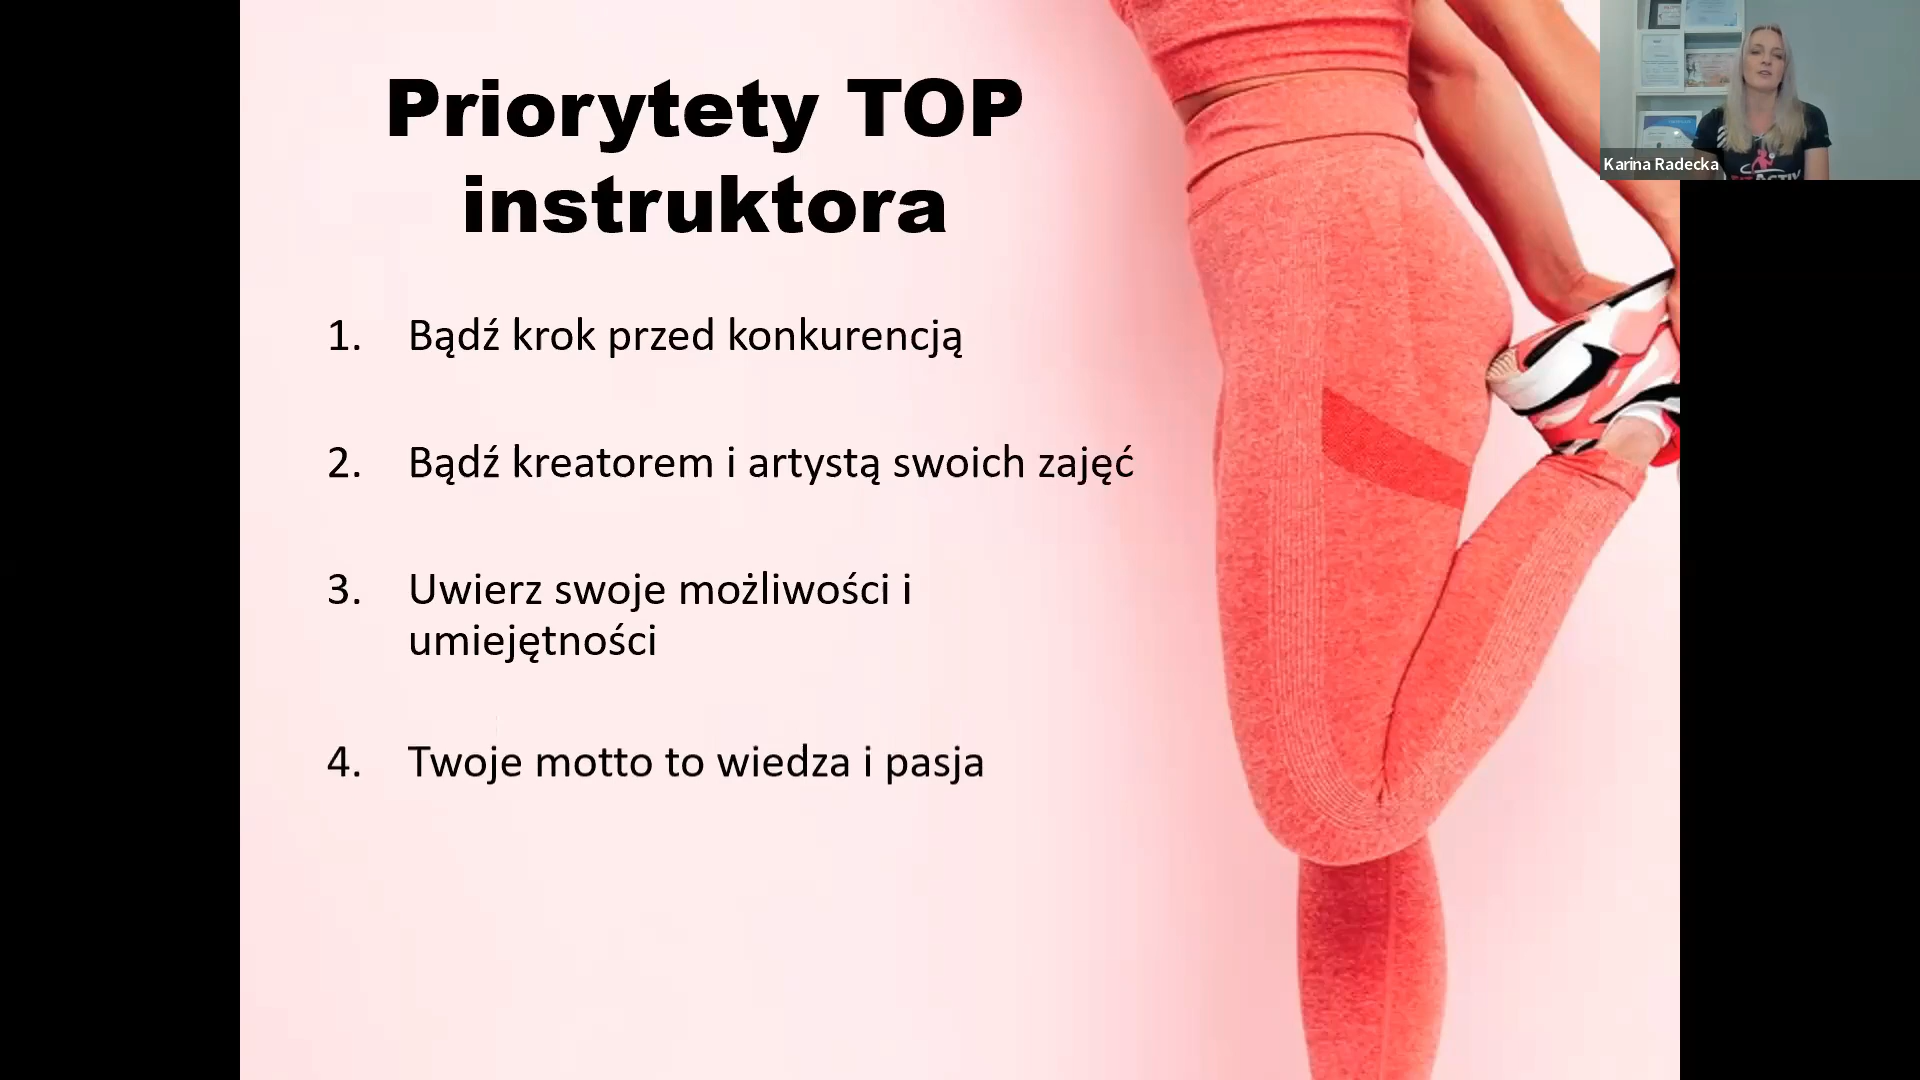 Priorytety TOP
instruktora
1. Bądź krok przed konkurencją
2. Bądź kreatorem i artystą swoich zajęć
3. Uwierz swoje możliwości i
umiejętności
4. Twoje motto to wiedza i pasja
Karina Radecka